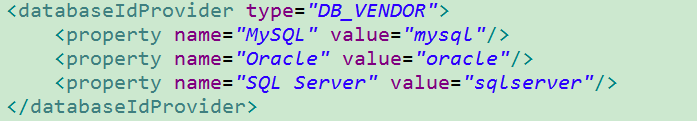 <databaseIdProvider type="DB_VENDOR">
    <property name="MySQL" value="mysql"/>
    <property name="Oracle" value="oracle"/>
    <property name="SQL Server" value="sqlserver"/>
</databaseIdProvider>